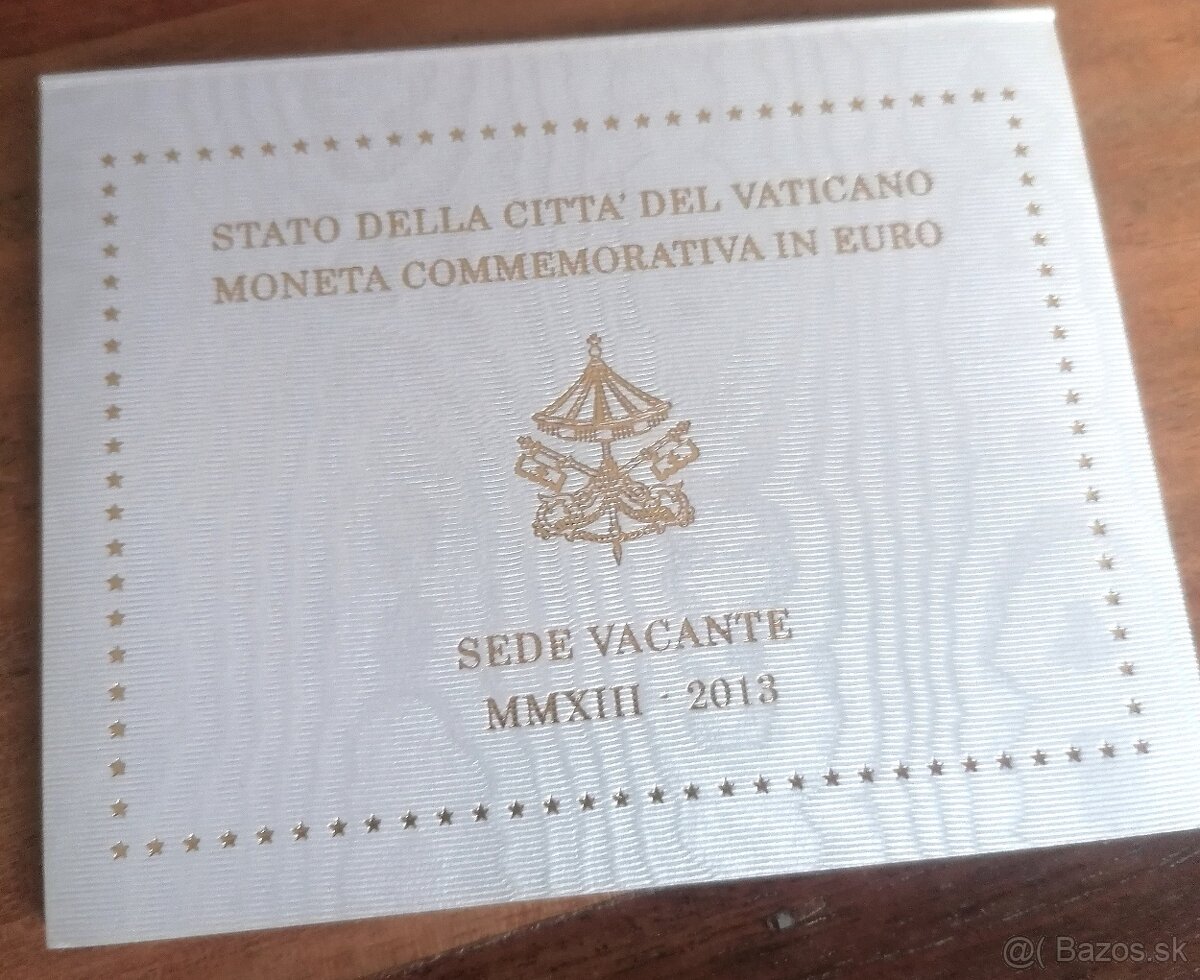 STATO DELLA CITTA' DEL VATICANO
MONETA COMMEMORATIVA IN EURO
SEDE VACANTE
MMXIII - 2013
@( Bazos.sk